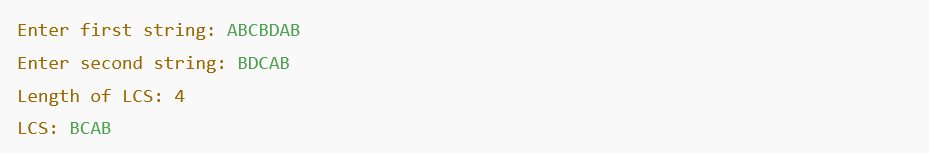 Enter first string: ABCBDAB
Enter second string: BDCAB
Length of LCS: 4
LCS: BCAB